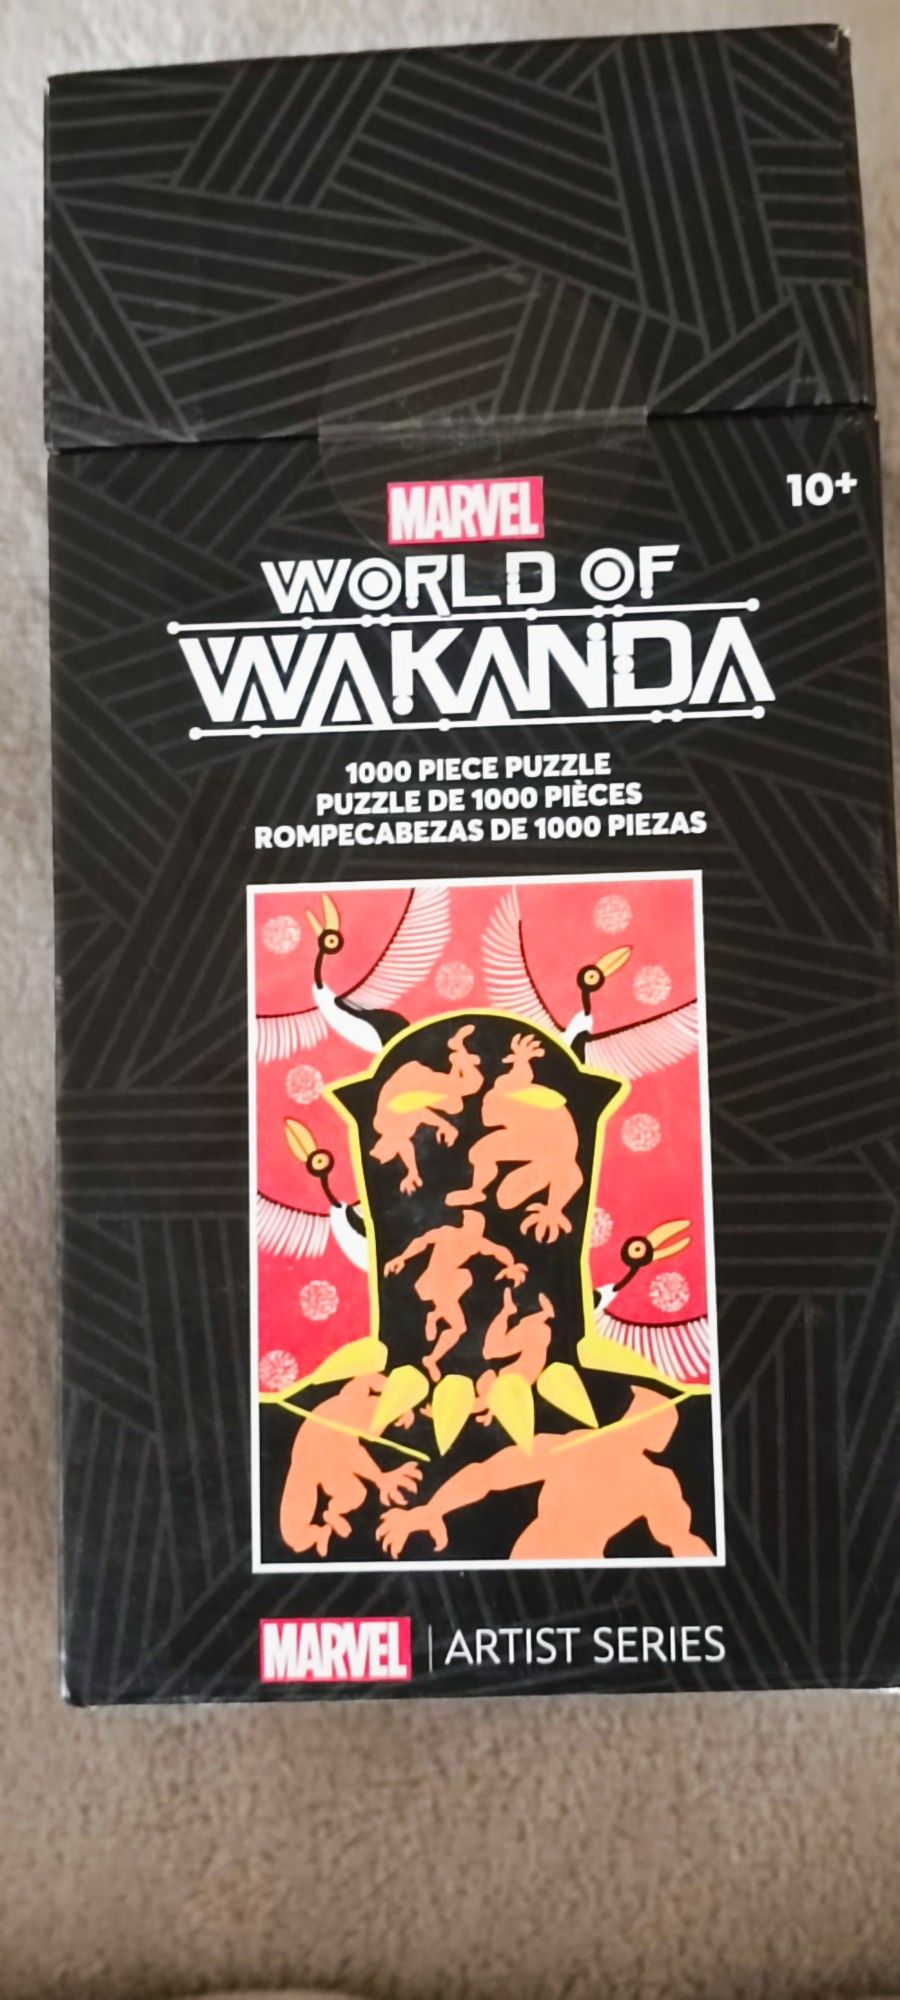 10+
MARVEL
WORLD OF
WAKANDA
1000 PIECE PUZZLE
PUZZLE DE 1000 PIÈCES
ROMPECABEZAS DE 1000 PIEZAS
MARVEL | ARTIST SERIES